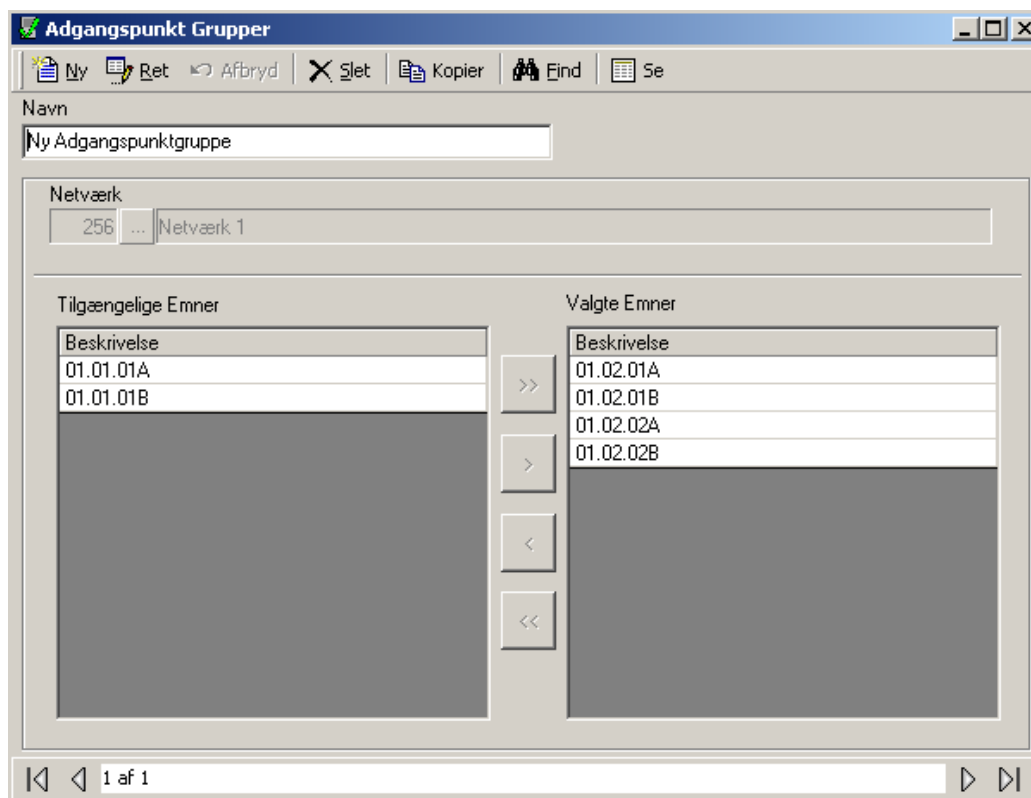 Adgangspunkt Grupper
Ny Ret Afbryd Slet Kopier Find Se
Navn
Ny Adgangspunktgruppe
Netværk
256 ... Netværk 1
Tilgængelige Emner
Beskrivelse
01.01.01A
01.01.01B
>>
>
<
<<
Valgte Emner
Beskrivelse
01.02.01A
01.02.01B
01.02.02A
01.02.02B
1 af 1